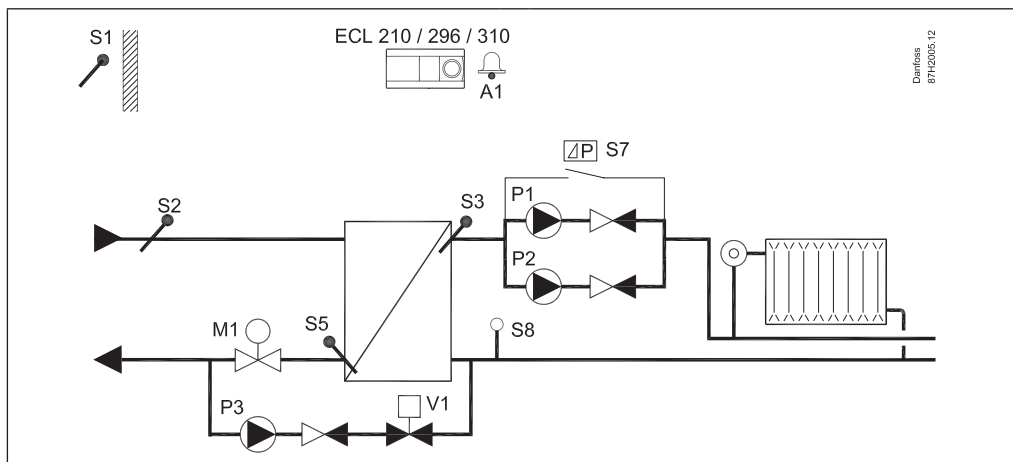 S1
ECL 210 / 296 / 310
A1
Danfoss
87H2005.12
P S7
S2
S3
P1
P2
M1
S5
S8
P3
V1